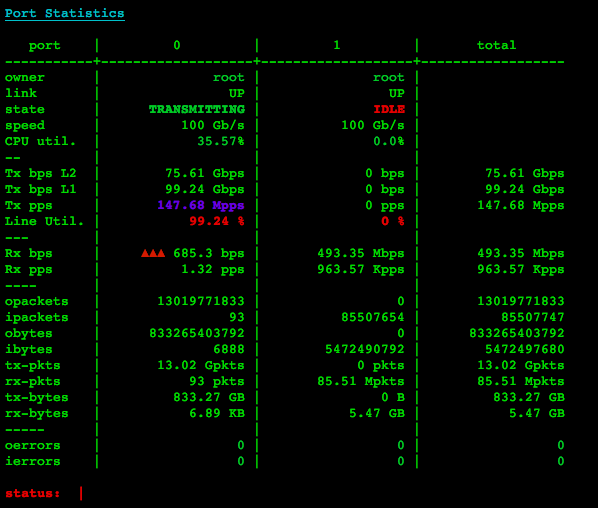 Port Statistics
port | 0 | 1 | total
-----------+-------------------+-------------------+------------------
owner | root | root |
link | UP | UP |
state | TRANSMITTING | IDLE |
speed | 100 Gb/s | 100 Gb/s |
CPU util. | 35.57% | 0.0% |
-- | | |
Tx bps L2 | 75.61 Gbps | 0 bps | 75.61 Gbps
Tx bps L1 | 99.24 Gbps | 0 bps | 99.24 Gbps
Tx pps | 147.68 Mpps | 0 pps | 147.68 Mpps
Line Util. | 99.24 % | 0 % |
--- | | |
Rx bps | ▲▲▲ 685.3 bps | 493.35 Mbps | 493.35 Mbps
Rx pps | 1.32 pps | 963.57 Kpps | 963.57 Kpps
---- | | |
opackets | 13019771833 | 0 | 13019771833
ipackets | 93 | 85507654 | 85507747
obytes | 833265403792 | 0 | 833265403792
ibytes | 6888 | 5472490792 | 5472497680
tx-pkts | 13.02 Gpkts | 0 pkts | 13.02 Gpkts
rx-pkts | 93 pkts | 85.51 Mpkts | 85.51 Mpkts
tx-bytes | 833.27 GB | 0 B | 833.27 GB
rx-bytes | 6.89 KB | 5.47 GB | 5.47 GB
----- | | |
oerrors | 0 | 0 | 0
ierrors | 0 | 0 | 0
status: |